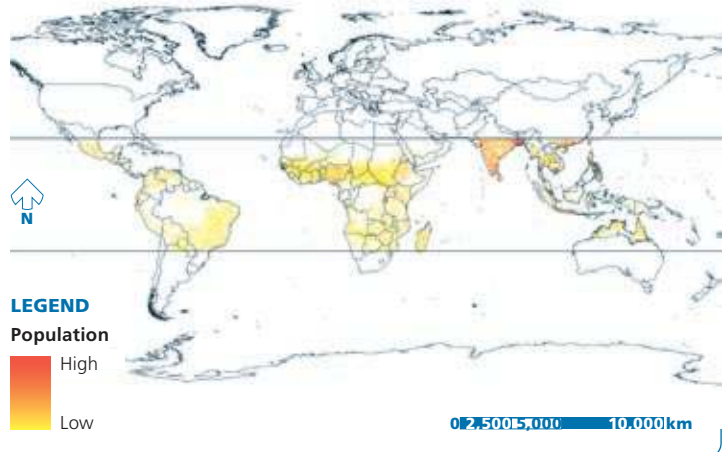 N
LEGEND
Population
High
Low
0 2.500 5,000 10.000 km